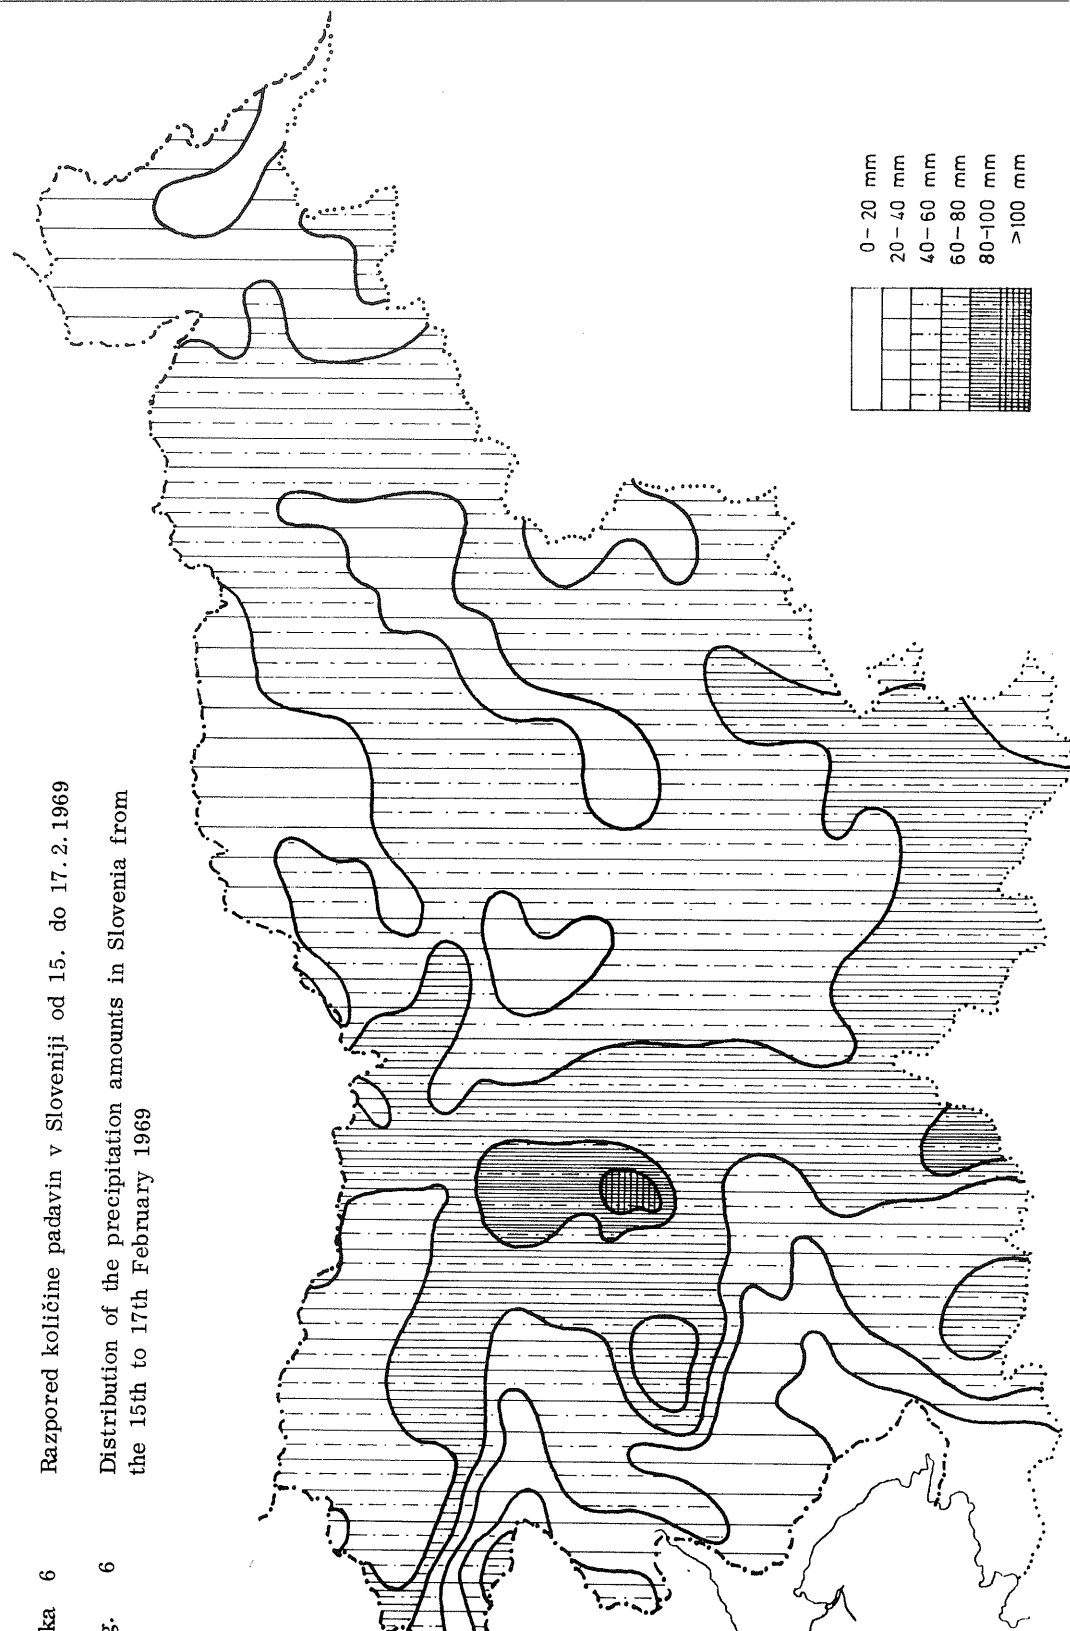 ka 6 Razpored količine padavin v Sloveniji od 15. do 17.2.1969
g. 6 Distribution of the precipitation amounts in Slovenia from
the 15th to 17th February 1969
0-20 mm
20-40 mm
40-60 mm
60-80 mm
80-100 mm
>100 mm